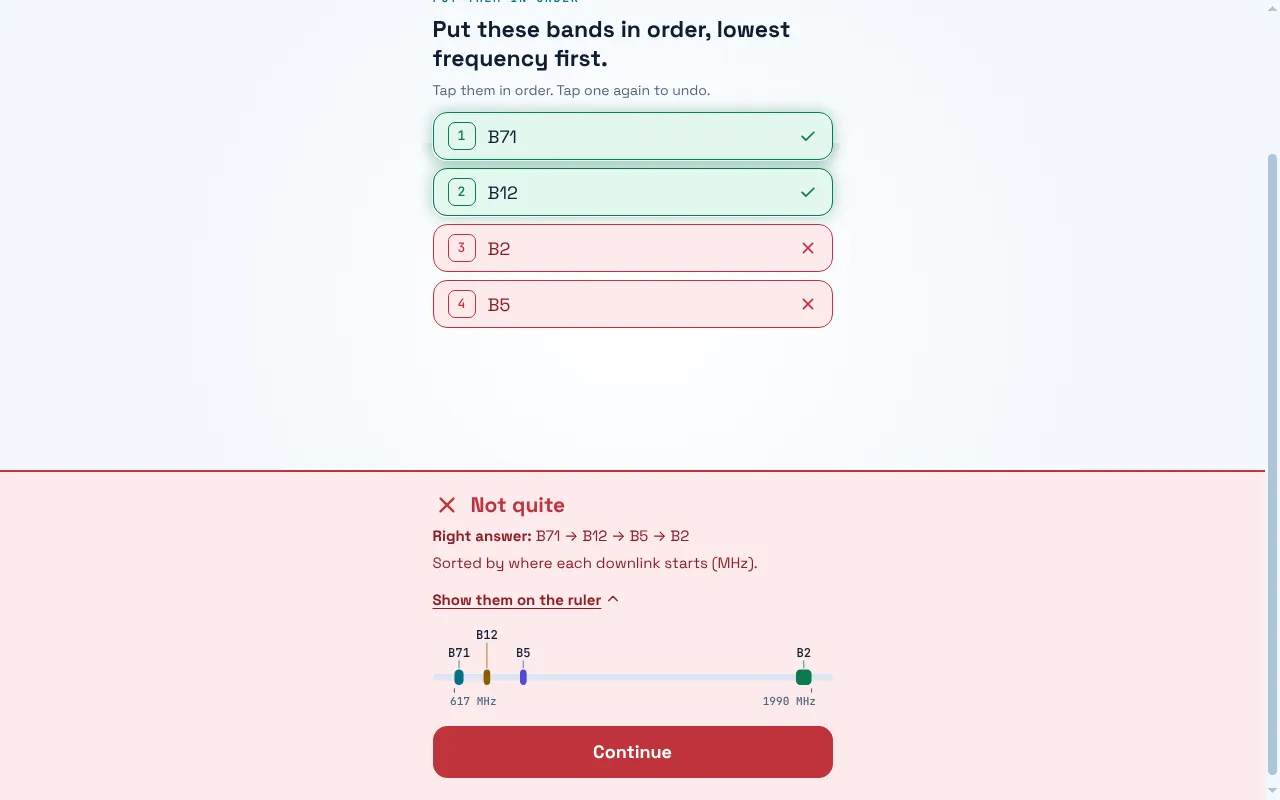 Put these bands in order, lowest
frequency first.
Tap them in order. Tap one again to undo.
1 B71
2 B12
3 B2
4 B5
Not quite
Right answer: B71 → B12 → B5 → B2
Sorted by where each downlink starts (MHz).
Show them on the ruler
B12
B71 B5 B2
617 MHz 1990 MHz
Continue